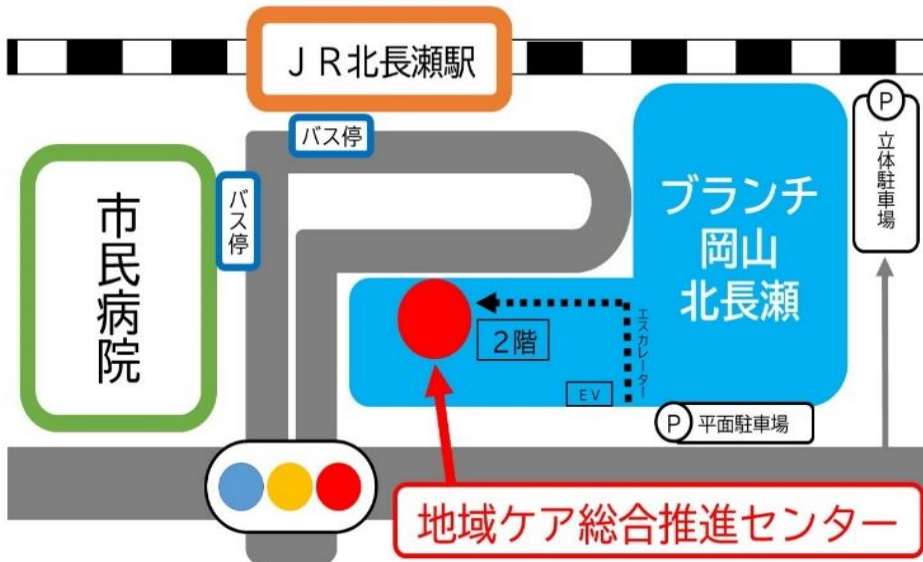 ＪＲ北長瀬駅
バス停
バス停
市民病院
ブランチ
岡山
北長瀬
P
立体駐車場
エスカレーター
２階
ＥＶ
P
平面駐車場
地域ケア総合推進センター